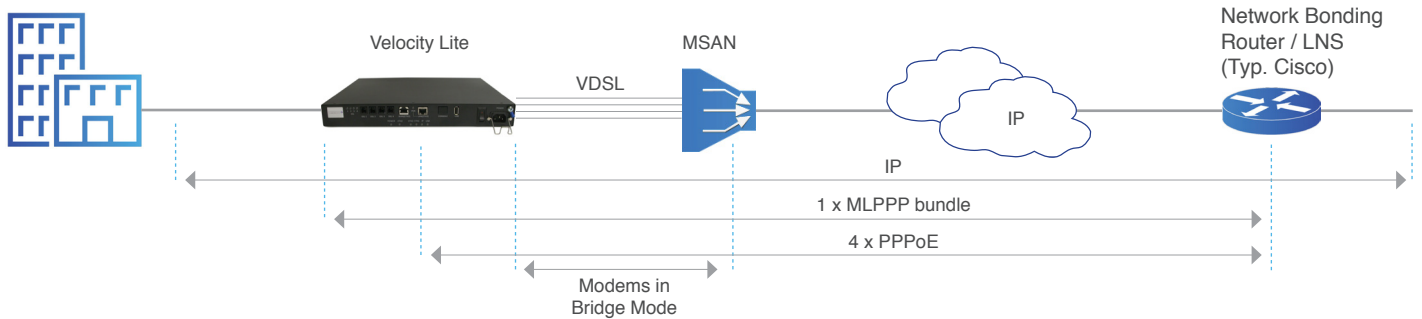 Network Bonding
Router / LNS
(Typ. Cisco)
Velocity Lite
MSAN
VDSL
IP
IP
1 x MLPPP bundle
4 x PPPoE
Modems in
Bridge Mode